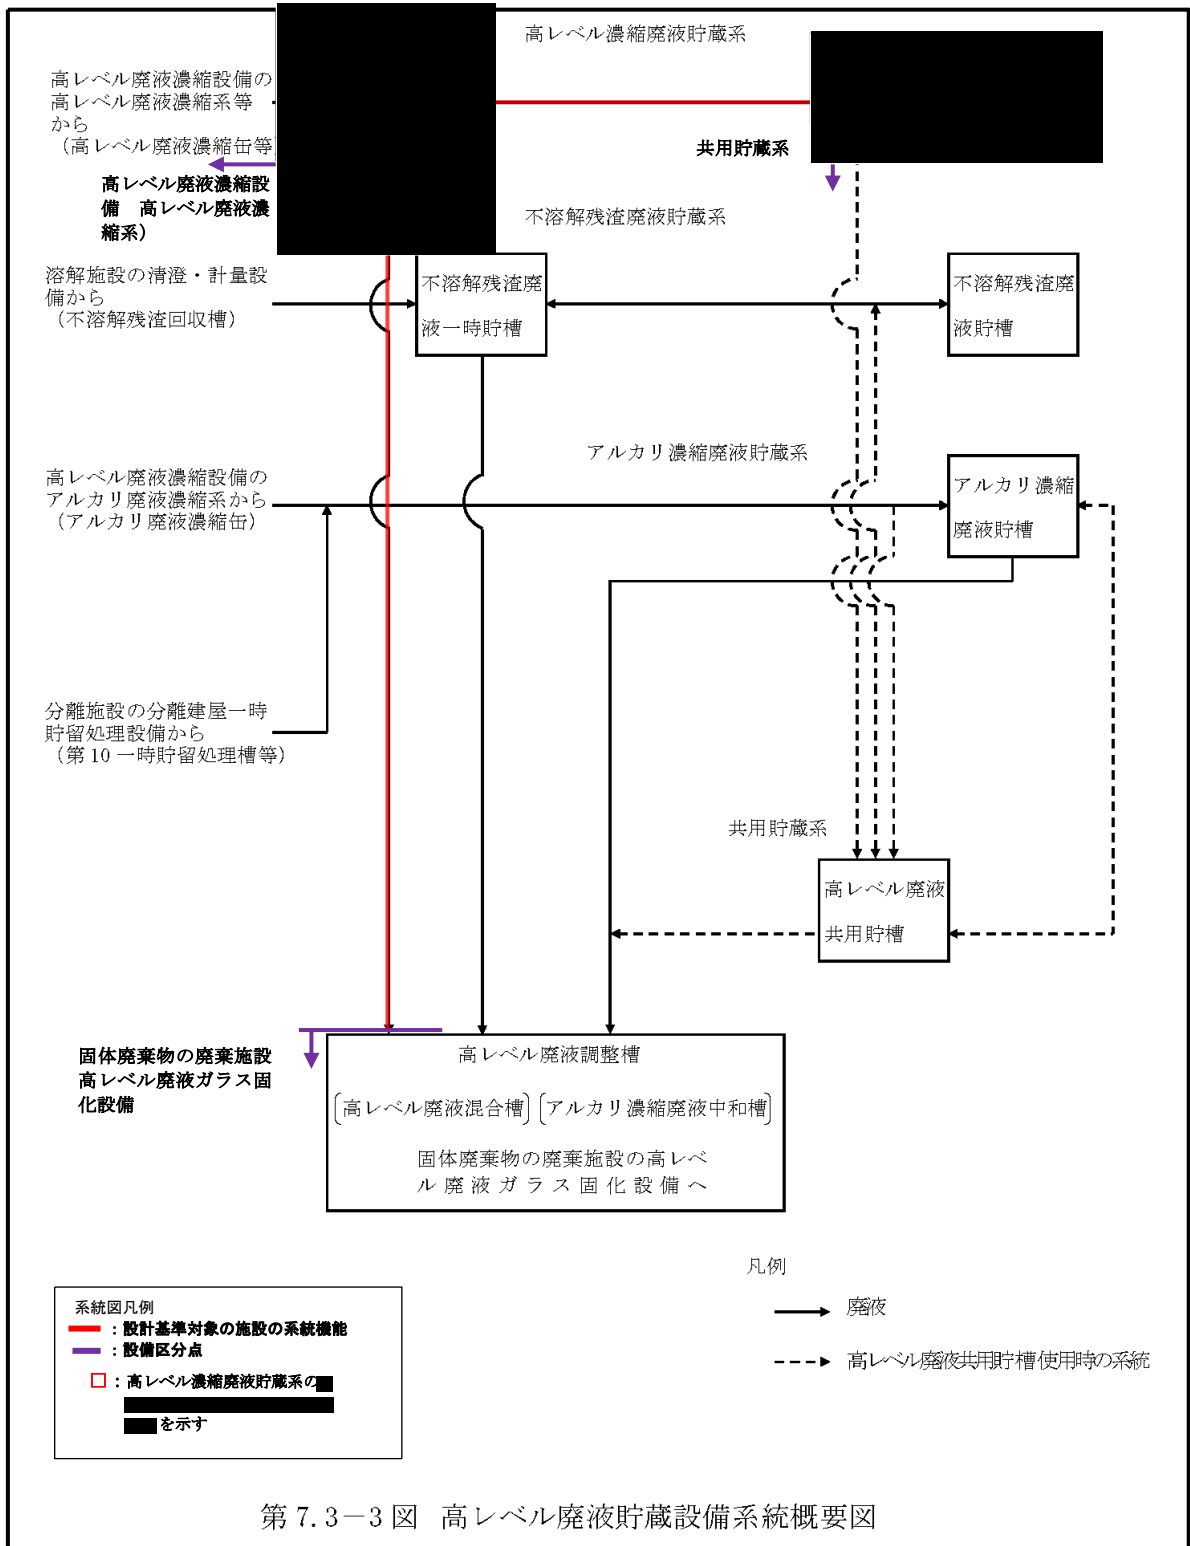 高レベル濃縮廃液貯蔵系
高レベル廃液濃縮設備の
高レベル廃液濃縮系等
から
（高レベル廃液濃縮缶等
共用貯蔵系
高レベル廃液濃縮設
備　高レベル廃液濃
縮系）
不溶解残渣廃液貯蔵系
溶解施設の清澄・計量設
備から
（不溶解残渣回収槽）
不溶解残渣廃
液一時貯槽
不溶解残渣廃
液貯槽
アルカリ濃縮廃液貯蔵系
高レベル廃液濃縮設備の
アルカリ廃液濃縮系から
（アルカリ廃液濃縮缶）
アルカリ濃縮
廃液貯槽
分離施設の分離建屋一時
貯留処理設備から
（第10一時貯留処理槽等）
共用貯蔵系
高レベル廃液
共用貯槽
固体廃棄物の廃棄施設
高レベル廃液ガラス固
化設備
高レベル廃液調整槽
〔高レベル廃液混合槽〕〔アルカリ濃縮廃液中和槽〕
固体廃棄物の廃棄施設の高レベ
ル廃液ガラス固化設備へ
凡例
廃液
高レベル廃液共用貯槽使用時の系統
系統図凡例
：設計基準対象の施設の系統機能
：設備区分点
：高レベル濃縮廃液貯蔵系の
を示す
第7.3－3図　高レベル廃液貯蔵設備系統概要図